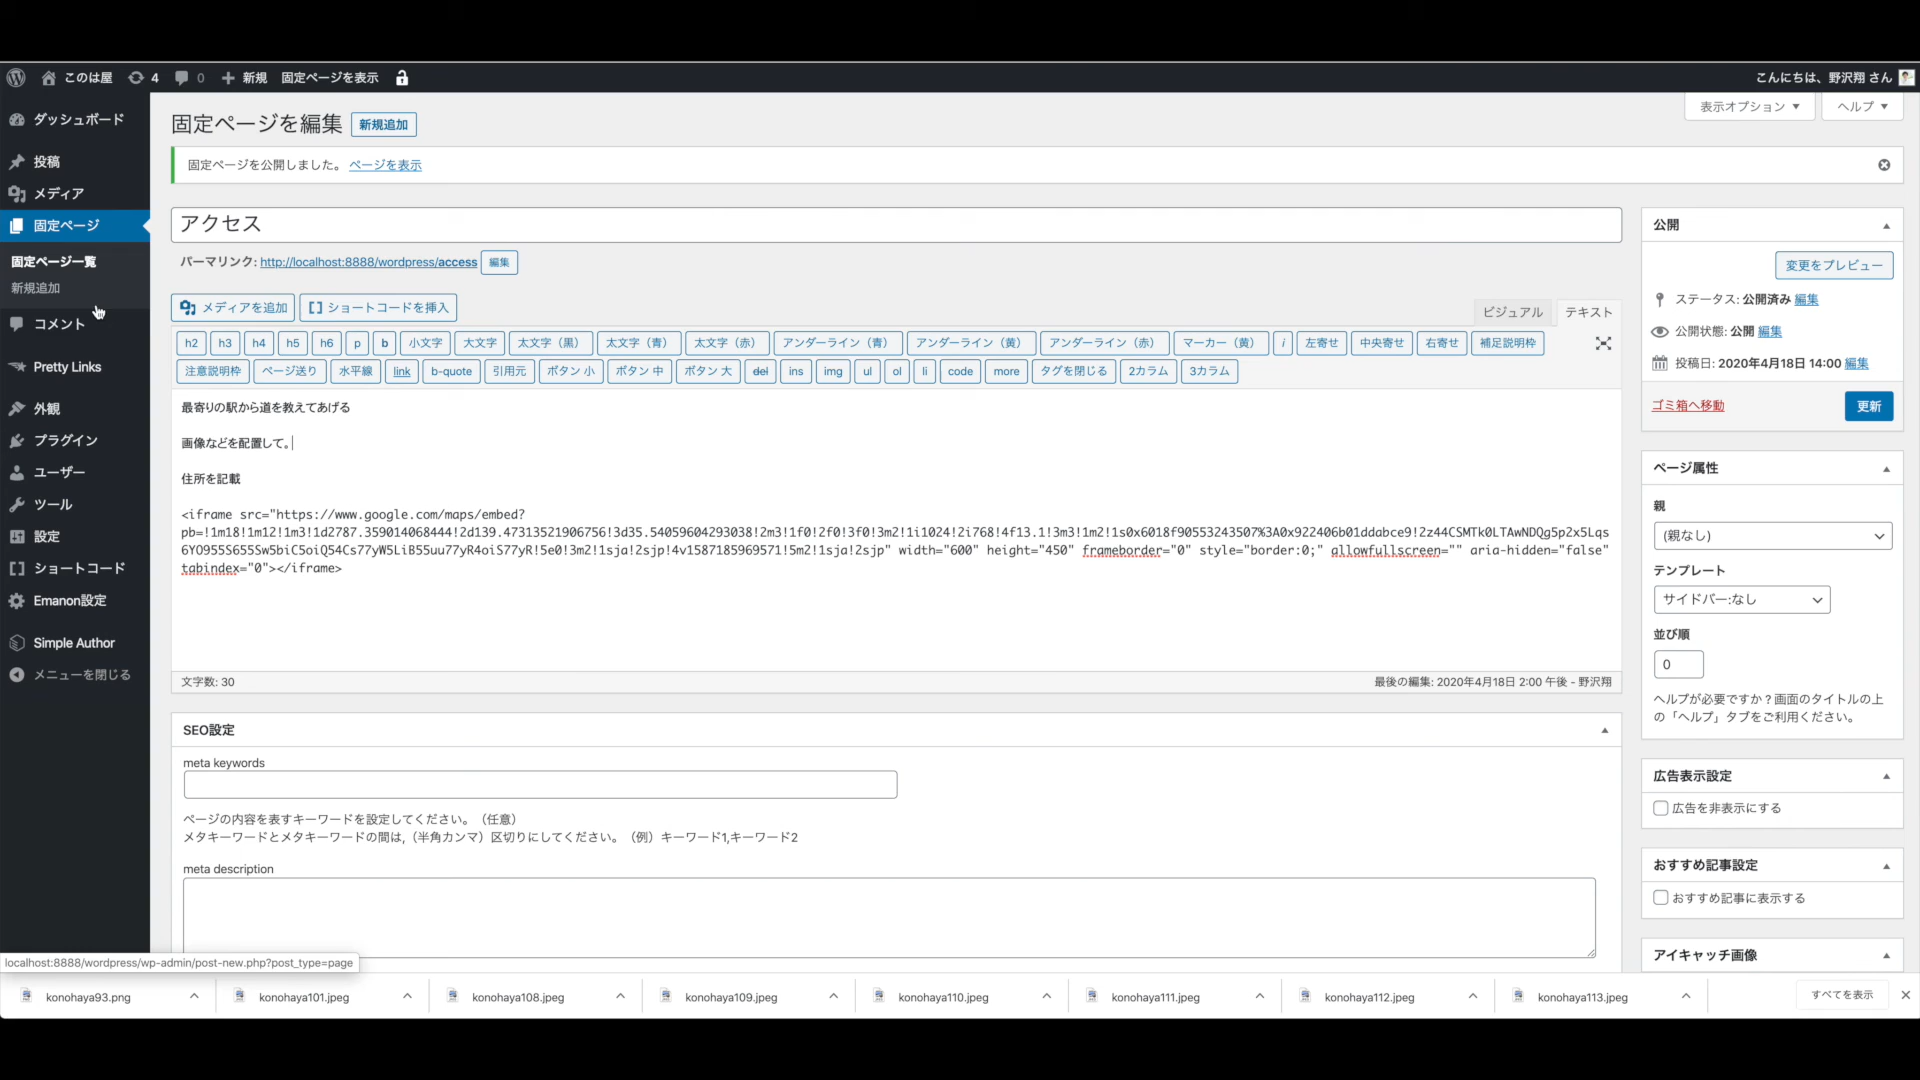 このは屋 4 0 新規 固定ページを表示 こんにちは、野沢翔 さん
ダッシュボード
投稿
メディア
固定ページ
固定ページ一覧
新規追加
コメント
Pretty Links
外観
プラグイン
ユーザー
ツール
設定
ショートコード
Emanon設定
Simple Author
メニューを閉じる
表示オプション ▼ ヘルプ ▼
固定ページを編集 新規追加
固定ページを公開しました。 ページを表示
アクセス
パーマリンク: http://localhost:8888/wordpress/access 編集
メディアを追加 [ ] ショートコードを挿入
ビジュアル テキスト
h2 h3 h4 h5 h6 p b 小文字 大文字 太文字（黒） 太文字（青） 太文字（赤） アンダーライン（青） アンダーライン（黄） アンダーライン（赤） マーカー（黄） i 左寄せ 中央寄せ 右寄せ 補足説明枠
注意説明枠 ページ送り 水平線 link b-quote 引用元 ボタン 小 ボタン 中 ボタン 大 del ins img ul ol li code more タグを閉じる 2カラム 3カラム
最寄りの駅から道を教えてあげる
画像などを配置して。
住所を記載
<iframe src="https://www.google.com/maps/embed?
pb=!1m18!1m12!1m3!1d2787.359014068444!2d139.47313521906756!3d35.54059604293038!2m3!1f0!2f0!3f0!3m2!1i1024!2i768!4f13.1!3m3!1m2!1s0x6018f90553243507%3A0x922406b01ddabce9!2z44CSMTk0LTAwNDQg5p2x5Lqs
6YO955S655Sw5biC5oiQ54Cs77yW5LiB55uu77yR4oiS77yR!5e0!3m2!1sja!2sjp!4v1587185969571!5m2!1sja!2sjp" width="600" height="450" frameborder="0" style="border:0;" allowfullscreen="" aria-hidden="false"
tabindex="0"></iframe>
文字数: 30 最後の編集: 2020年4月18日 2:00 午後 - 野沢翔
SEO設定
meta keywords
ページの内容を表すキーワードを設定してください。（任意）
メタキーワードとメタキーワードの間は,（半角カンマ）区切りにしてください。（例）キーワード1,キーワード2
meta description
公開
変更をプレビュー
ステータス: 公開済み 編集
公開状態: 公開 編集
投稿日: 2020年4月18日 14:00 編集
ゴミ箱へ移動 更新
ページ属性
親
(親なし)
テンプレート
サイドバー:なし
並び順
0
ヘルプが必要ですか？画面のタイトルの上
の「ヘルプ」タブをご利用ください。
広告表示設定
広告を非表示にする
おすすめ記事設定
おすすめ記事に表示する
アイキャッチ画像
localhost:8888/wordpress/wp-admin/post-new.php?post_type=page
konohaya93.png konohaya101.jpeg konohaya108.jpeg konohaya109.jpeg konohaya110.jpeg konohaya111.jpeg konohaya112.jpeg konohaya113.jpeg すべてを表示